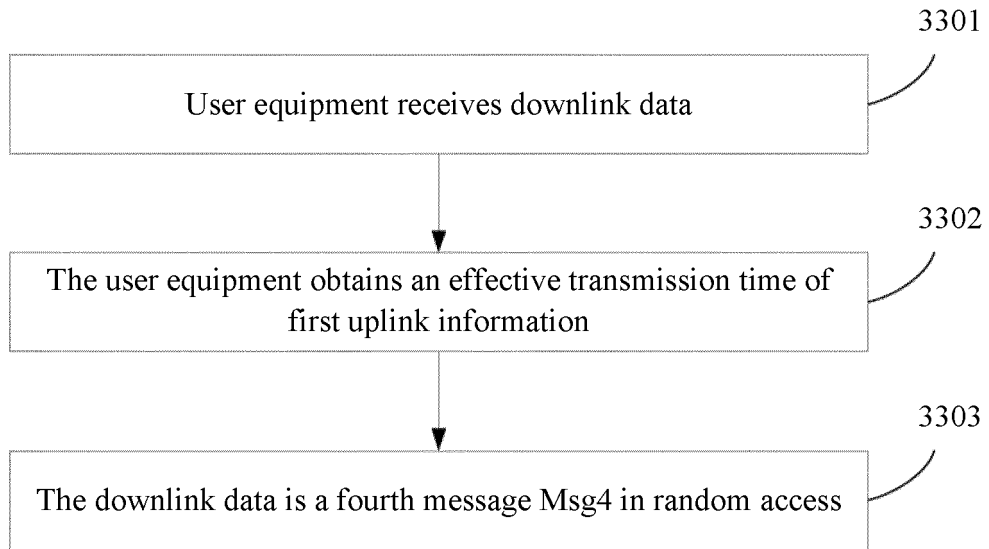 3301
User equipment receives downlink data
3302
The user equipment obtains an effective transmission time of
first uplink information
3303
The downlink data is a fourth message Msg4 in random access